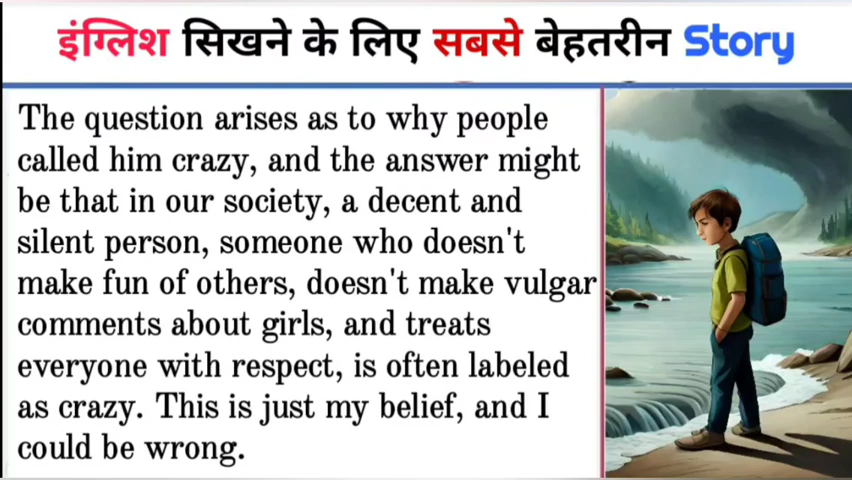 इंग्लिश सिखने के लिए सबसे बेहतरीन Story
The question arises as to why people
called him crazy, and the answer might
be that in our society, a decent and
silent person, someone who doesn't
make fun of others, doesn't make vulgar
comments about girls, and treats
everyone with respect, is often labeled
as crazy. This is just my belief, and I
could be wrong.